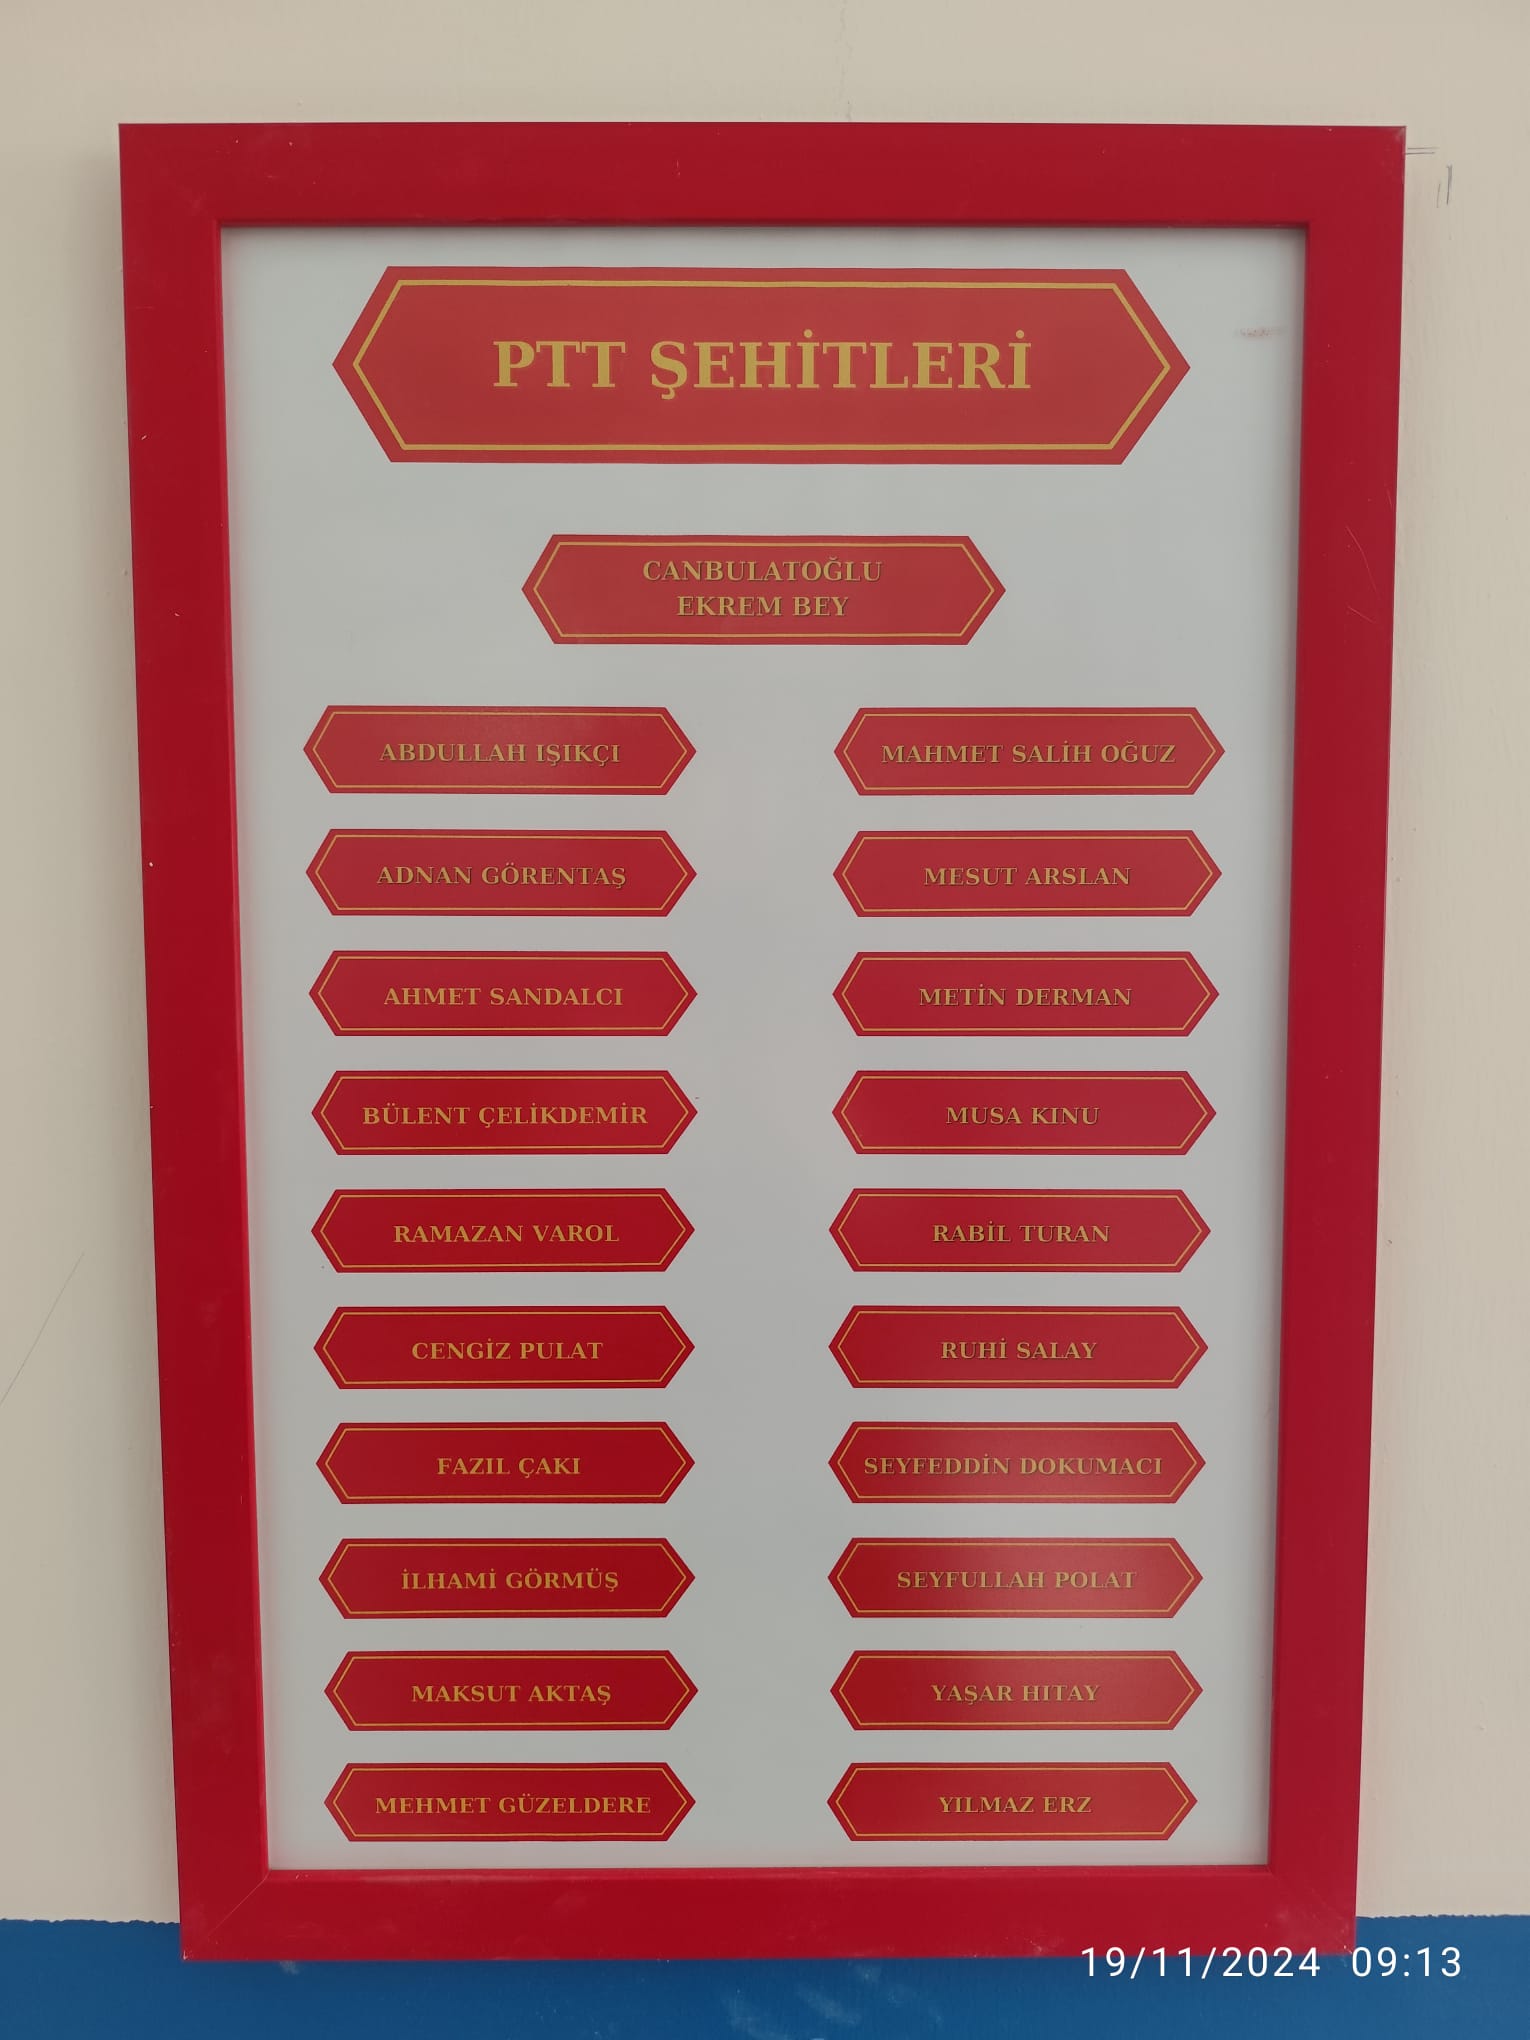 PTT ŞEHİTLERİ
CANBULATOĞLU
EKREM BEY
ABDULLAH IŞIKÇI
MAHMET SALİH OĞUZ
ADNAN GÖRENTAŞ
MESUT ARSLAN
AHMET SANDALCI
METİN DERMAN
BÜLENT ÇELİKDEMİR
MUSA KINU
RAMAZAN VAROL
RABİL TURAN
CENGİZ PULAT
RUHİ SALAY
FAZIL ÇAKI
SEYFEDDİN DOKUMACI
İLHAMİ GÖRMÜŞ
SEYFULLAH POLAT
MAKSUT AKTAŞ
YAŞAR HITAY
MEHMET GÜZELDERE
YILMAZ ERZ
19/11/2024 09:13